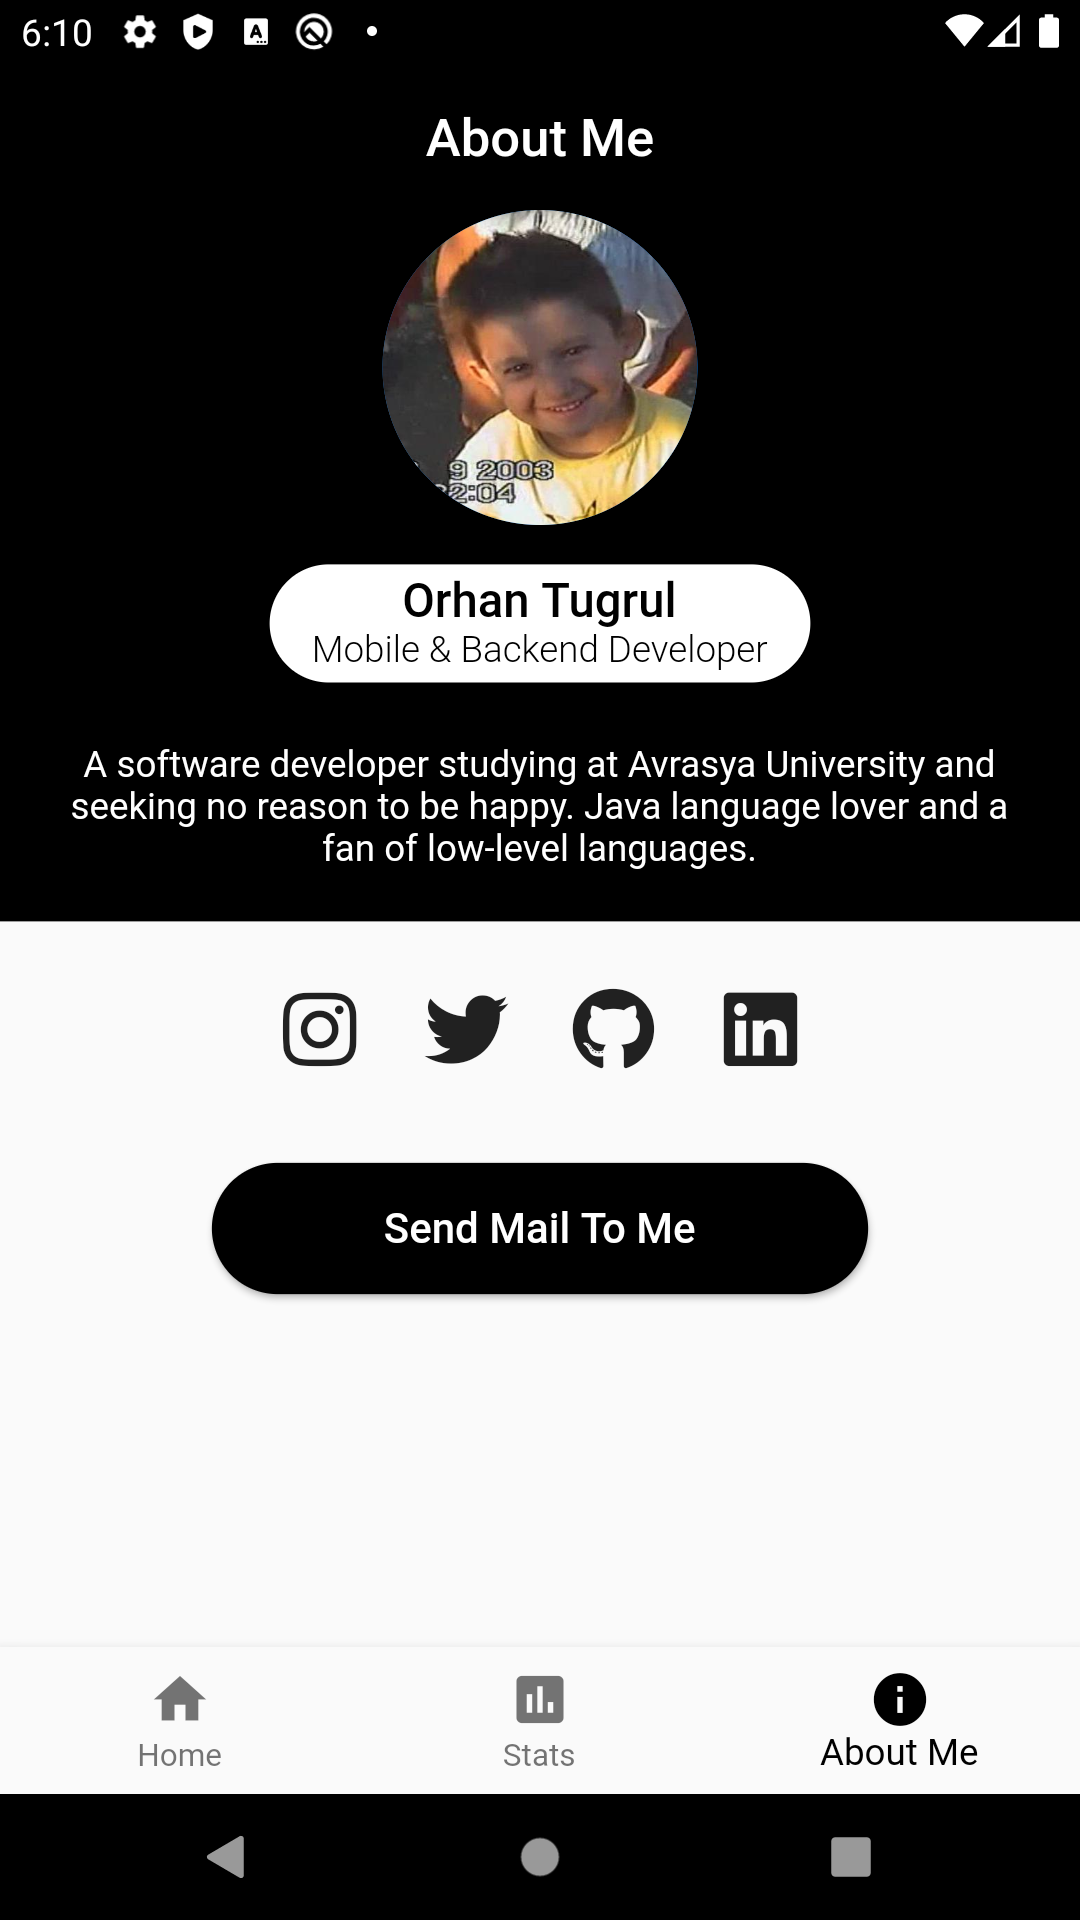 6:10
About Me
9 2003
2:04
Orhan Tugrul
Mobile & Backend Developer
A software developer studying at Avrasya University and
seeking no reason to be happy. Java language lover and a
fan of low-level languages.
Send Mail To Me
Home
Stats
About Me